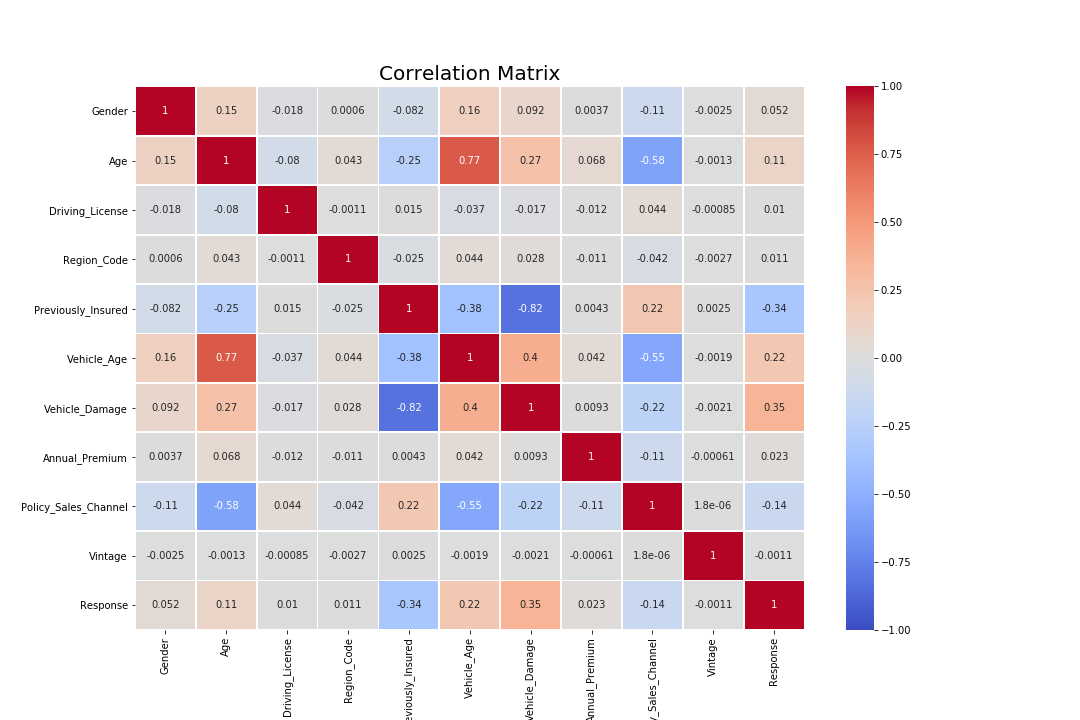 Correlation Matrix
Gender 1 0.15 -0.018 0.0006 -0.082 0.16 0.092 0.0037 -0.11 -0.0025 0.052
Age 0.15 1 -0.08 0.043 -0.25 0.77 0.27 0.068 -0.58 -0.0013 0.11
Driving_License -0.018 -0.08 1 -0.0011 0.015 -0.037 -0.017 -0.012 0.044 -0.00085 0.01
Region_Code 0.0006 0.043 -0.0011 1 -0.025 0.044 0.028 -0.011 -0.042 -0.0027 0.011
Previously_Insured -0.082 -0.25 0.015 -0.025 1 -0.38 -0.82 0.0043 0.22 0.0025 -0.34
Vehicle_Age 0.16 0.77 -0.037 0.044 -0.38 1 0.4 0.042 -0.55 -0.0019 0.22
Vehicle_Damage 0.092 0.27 -0.017 0.028 -0.82 0.4 1 0.0093 -0.22 -0.0021 0.35
Annual_Premium 0.0037 0.068 -0.012 -0.011 0.0043 0.042 0.0093 1 -0.11 -0.00061 0.023
Policy_Sales_Channel -0.11 -0.58 0.044 -0.042 0.22 -0.55 -0.22 -0.11 1 1.8e-06 -0.14
Vintage -0.0025 -0.0013 -0.00085 -0.0027 0.0025 -0.0019 -0.0021 -0.00061 1.8e-06 1 -0.0011
Response 0.052 0.11 0.01 0.011 -0.34 0.22 0.35 0.023 -0.14 -0.0011 1
Gender
Age
Driving_License
Region_Code
eviously_Insured
Vehicle_Age
Vehicle_Damage
Annual_Premium
y_Sales_Channel
Vintage
Response
1.00
0.75
0.50
0.25
0.00
−0.25
−0.50
−0.75
−1.00